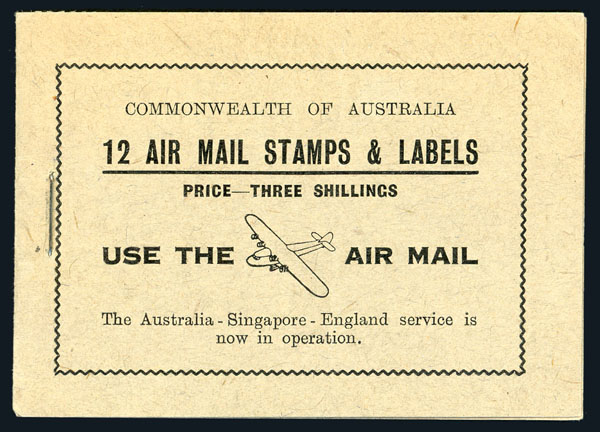 COMMONWEALTH OF AUSTRALIA
12 AIR MAIL STAMPS & LABELS
PRICE—THREE SHILLINGS
USE THE AIR MAIL
The Australia - Singapore - England service is
now in operation.